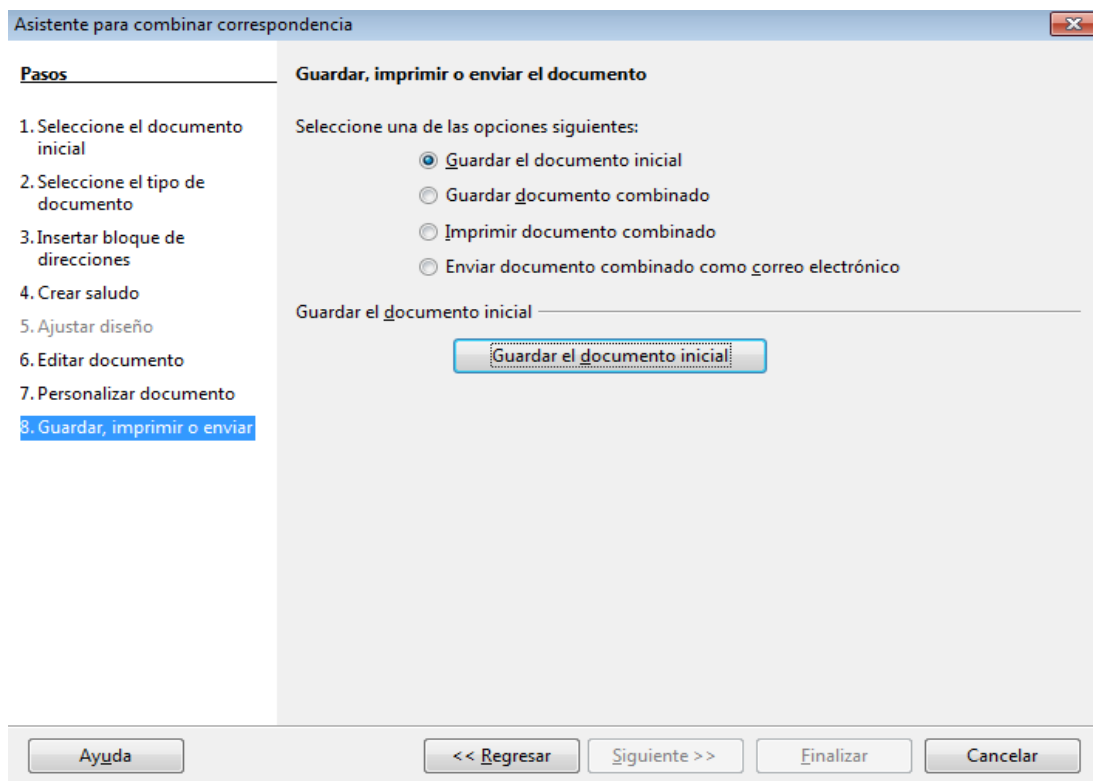 Asistente para combinar correspondencia
Pasos
1. Seleccione el documento
inicial
2. Seleccione el tipo de
documento
3. Insertar bloque de
direcciones
4. Crear saludo
5. Ajustar diseño
6. Editar documento
7. Personalizar documento
8. Guardar, imprimir o enviar
Guardar, imprimir o enviar el documento
Seleccione una de las opciones siguientes:
Guardar el documento inicial
Guardar documento combinado
Imprimir documento combinado
Enviar documento combinado como correo electrónico
Guardar el documento inicial
Guardar el documento inicial
Ayuda
<< Regresar
Siguiente >>
Finalizar
Cancelar